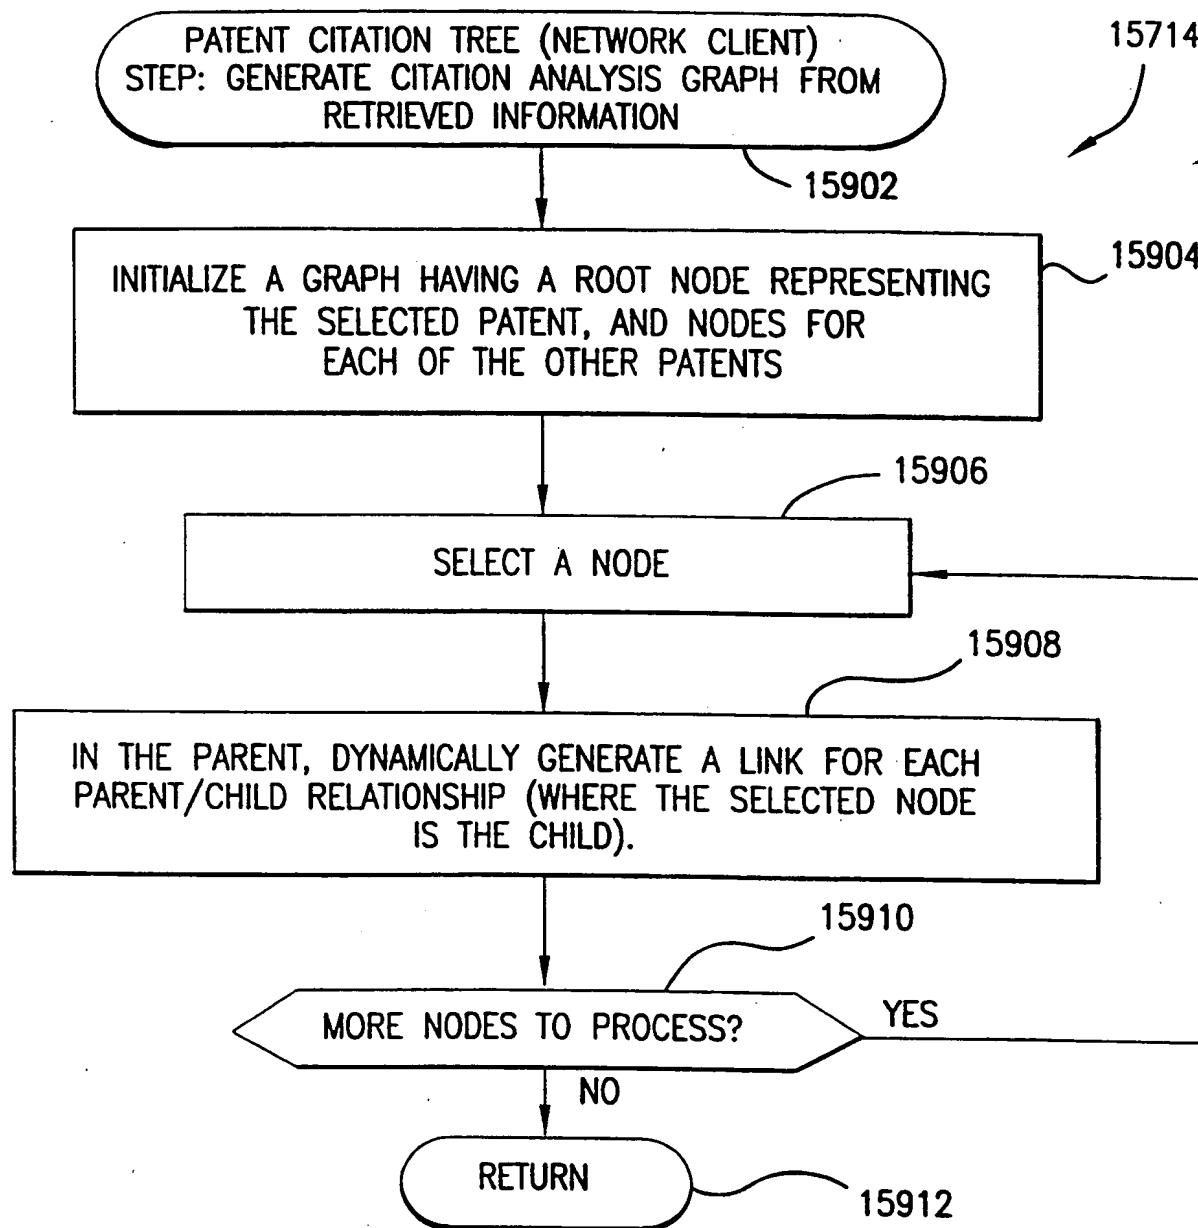 PATENT CITATION TREE (NETWORK CLIENT)
STEP: GENERATE CITATION ANALYSIS GRAPH FROM
RETRIEVED INFORMATION
15714
15902
INITIALIZE A GRAPH HAVING A ROOT NODE REPRESENTING
THE SELECTED PATENT, AND NODES FOR
EACH OF THE OTHER PATENTS
15904
15906
SELECT A NODE
15908
IN THE PARENT, DYNAMICALLY GENERATE A LINK FOR EACH
PARENT/CHILD RELATIONSHIP (WHERE THE SELECTED NODE
IS THE CHILD).
15910
MORE NODES TO PROCESS?
YES
NO
RETURN
15912